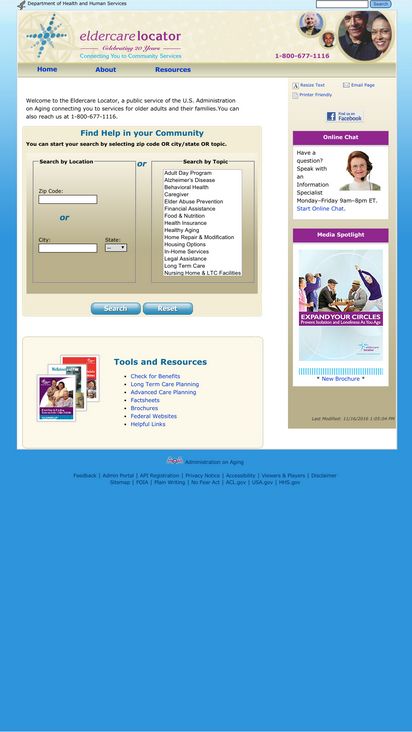 Department of Health and Human Services
Search
eldercare locator
Celebrating 20 Years
Connecting You to Community Services
1-800-677-1116
Home
About
Resources
Resize Text
Email Page
Printer Friendly
Find us on
Facebook
Welcome to the Eldercare Locator, a public service of the U.S. Administration
on Aging connecting you to services for older adults and their families.You can
also reach us at 1-800-677-1116.
Find Help in your Community
You can start your search by selecting zip code OR city/state OR topic.
Search by Location
Zip Code:
or
City:
State:
--
or
Search by Topic
Adult Day Program
Alzheimer's Disease
Behavioral Health
Caregiver
Elder Abuse Prevention
Financial Assistance
Food & Nutrition
Health Insurance
Healthy Aging
Home Repair & Modification
Housing Options
In-Home Services
Legal Assistance
Long Term Care
Nursing Home & LTC Facilities
Search
Reset
Online Chat
Have a
question?
Speak with
an
Information
Specialist
Monday–Friday 9am–8pm ET.
Start Online Chat.
Media Spotlight
EXPAND YOUR CIRCLES
Prevent Isolation and Loneliness As You Age
eldercare
locator
* New Brochure *
Last Modified: 11/16/2016 1:05:04 PM
Tools and Resources
Check for Benefits
Long Term Care Planning
Advanced Care Planning
Factsheets
Brochures
Federal Websites
Helpful Links
AoA Administration on Aging
Feedback | Admin Portal | API Registration | Privacy Notice | Accessibility | Viewers & Players | Disclaimer
Sitemap | FOIA | Plain Writing | No Fear Act | ACL.gov | USA.gov | HHS.gov